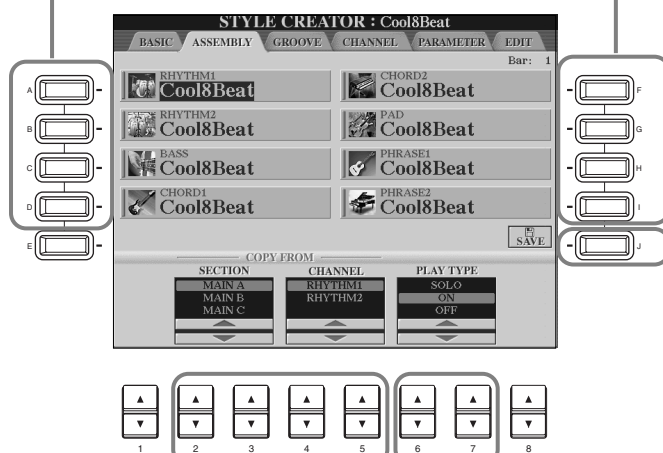 STYLE CREATOR : Cool8Beat
BASIC ASSEMBLY GROOVE CHANNEL PARAMETER EDIT
Bar: 1
RHYTHM1
Cool8Beat
CHORD2
Cool8Beat
RHYTHM2
Cool8Beat
PAD
Cool8Beat
BASS
Cool8Beat
PHRASE1
Cool8Beat
CHORD1
Cool8Beat
PHRASE2
Cool8Beat
SAVE
COPY FROM
SECTION CHANNEL PLAY TYPE
MAIN A RHYTHM1 SOLO
MAIN B RHYTHM2 ON
MAIN C OFF
A
B
C
D
E
F
G
H
I
J
1 2 3 4 5 6 7 8